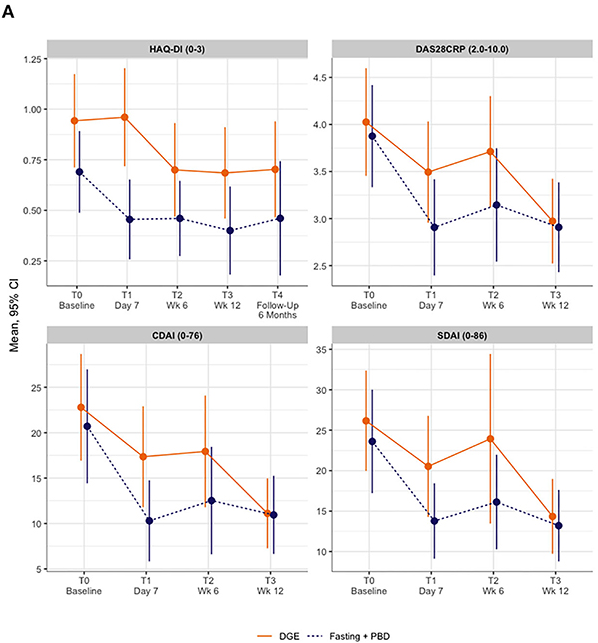 A
HAQ-DI (0-3)
DAS28CRP (2.0-10.0)
1.25
1.00
0.75
0.50
0.25
4.5
4.0
3.5
3.0
2.5
T0 T1 T2 T3 T4
Baseline Day 7 Wk 6 Wk 12 Follow-Up
6 Months
T0 T1 T2 T3
Baseline Day 7 Wk 6 Wk 12
Mean, 95% CI
CDAI (0-76)
SDAI (0-86)
25
20
15
10
5
35
30
25
20
15
10
T0 T1 T2 T3
Baseline Day 7 Wk 6 Wk 12
T0 T1 T2 T3
Baseline Day 7 Wk 6 Wk 12
DGE Fasting + PBD